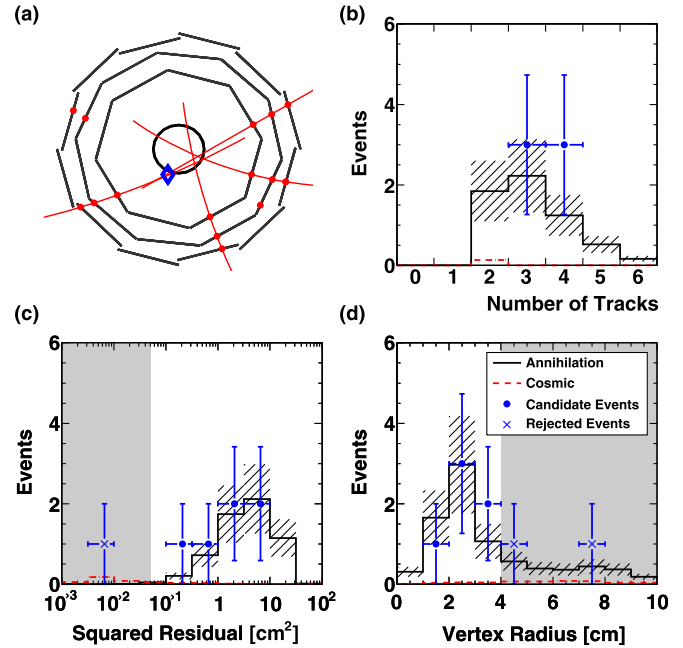 (a)
(b)
6
4
2
0
Events
0 1 2 3 4 5 6
Number of Tracks
(c)
6
4
2
0
Events
10⁻³ 10⁻² 10⁻¹ 1 10 10²
Squared Residual [cm²]
(d)
6
4
2
0
Events
Annihilation
Cosmic
Candidate Events
Rejected Events
0 2 4 6 8 10
Vertex Radius [cm]